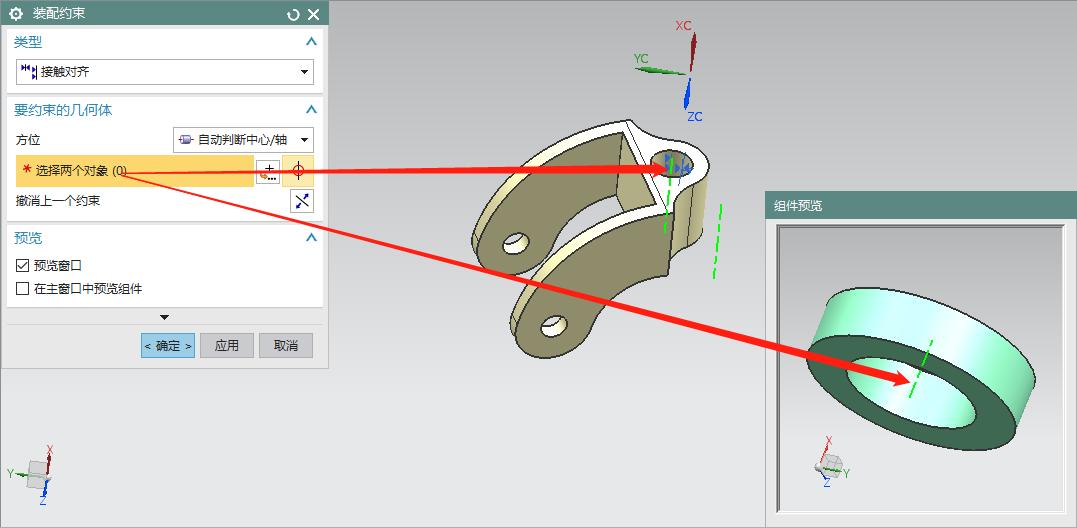 装配约束
类型
接触对齐
要约束的几何体
方位
自动判断中心/轴
* 选择两个对象 (0)
撤消上一个约束
预览
预览窗口
在主窗口中预览组件
< 确定 >
应用
取消
XC
YC
ZC
组件预览
X
Y
Z
X
Y
Z